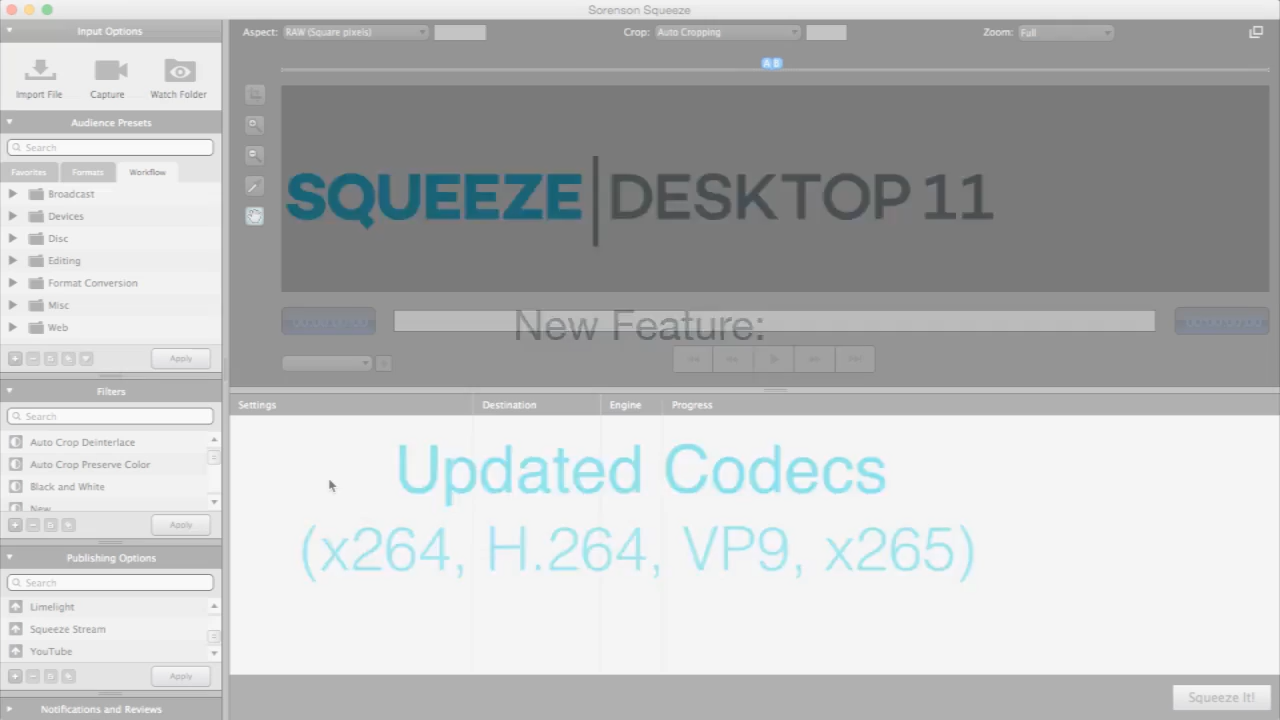 Sorenson Squeeze
Input Options
Aspect: RAW (Square pixels) Crop: Auto Cropping Zoom: Full
A B
Import File Capture Watch Folder
Audience Presets
Search
Favorites Formats Workflow
Broadcast
Devices
Disc
Editing
Format Conversion
Misc
Web
Apply
SQUEEZE|DESKTOP 11
New Feature:
Filters
Search
Auto Crop Deinterlace
Auto Crop Preserve Color
Black and White
New
Apply
Settings Destination Engine Progress
Updated Codecs
(x264, H.264, VP9, x265)
Publishing Options
Search
Limelight
Squeeze Stream
YouTube
Apply
Notifications and Reviews
Squeeze It!